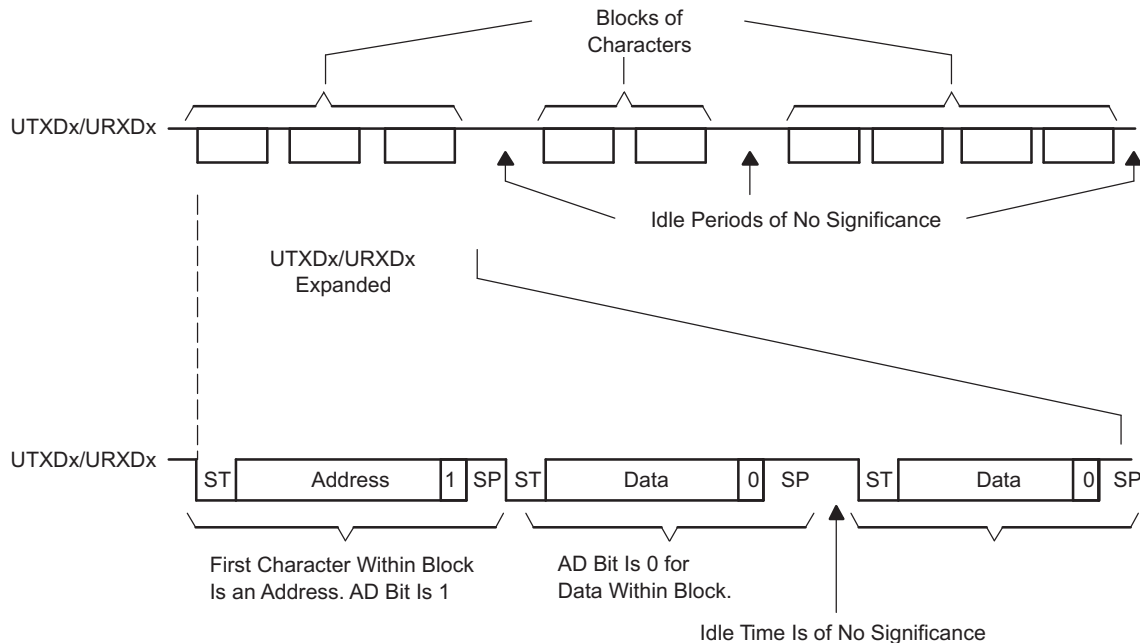 Blocks of
Characters
UTXDx/URXDx
Idle Periods of No Significance
UTXDx/URXDx
Expanded
UTXDx/URXDx
ST Address 1 SP ST Data 0 SP ST Data 0 SP
First Character Within Block
Is an Address. AD Bit Is 1
AD Bit Is 0 for
Data Within Block.
Idle Time Is of No Significance